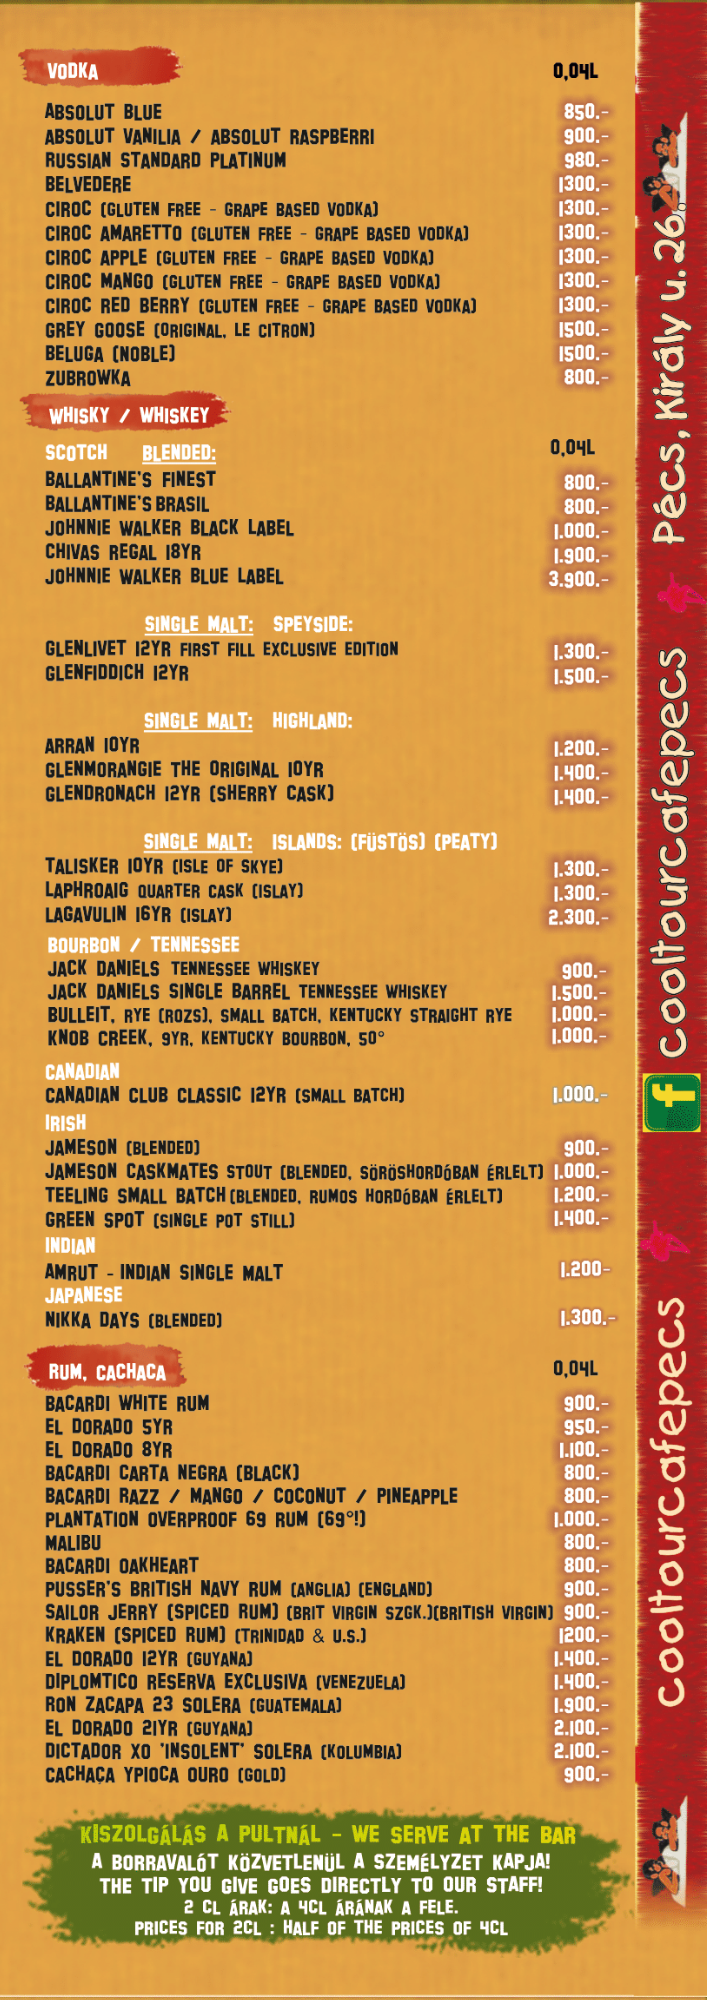 VODKA 0,04L
ABSOLUT BLUE 850.-
ABSOLUT VANILIA / ABSOLUT RASPBERRI 900.-
RUSSIAN STANDARD PLATINUM 980.-
BELVEDERE 1300.-
CIROC (GLUTEN FREE - GRAPE BASED VODKA) 1300.-
CIROC AMARETTO (GLUTEN FREE - GRAPE BASED VODKA) 1300.-
CIROC APPLE (GLUTEN FREE - GRAPE BASED VODKA) 1300.-
CIROC MANGO (GLUTEN FREE - GRAPE BASED VODKA) 1300.-
CIROC RED BERRY (GLUTEN FREE - GRAPE BASED VODKA) 1300.-
GREY GOOSE (ORIGINAL, LE CITRON) 1500.-
BELUGA (NOBLE) 1500.-
ZUBROWKA 800.-
WHISKY / WHISKEY
SCOTCH BLENDED: 0,04L
BALLANTINE'S FINEST 800.-
BALLANTINE'S BRASIL 800.-
JOHNNIE WALKER BLACK LABEL 1.000.-
CHIVAS REGAL 18YR 1.900.-
JOHNNIE WALKER BLUE LABEL 3.900.-
SINGLE MALT: SPEYSIDE:
GLENLIVET 12YR FIRST FILL EXCLUSIVE EDITION 1.300.-
GLENFIDDICH 12YR 1.500.-
SINGLE MALT: HIGHLAND:
ARRAN 10YR 1.200.-
GLENMORANGIE THE ORIGINAL 10YR 1.400.-
GLENDRONACH 12YR (SHERRY CASK) 1.400.-
SINGLE MALT: ISLANDS: (FÜSTÖS) (PEATY)
TALISKER 10YR (ISLE OF SKYE) 1.300.-
LAPHROAIG QUARTER CASK (ISLAY) 1.300.-
LAGAVULIN 16YR (ISLAY) 2.300.-
BOURBON / TENNESSEE
JACK DANIELS TENNESSEE WHISKEY 900.-
JACK DANIELS SINGLE BARREL TENNESSEE WHISKEY 1.500.-
BULLEIT, RYE (ROZS), SMALL BATCH, KENTUCKY STRAIGHT RYE 1.000.-
KNOB CREEK, 9YR, KENTUCKY BOURBON, 50° 1.000.-
CANADIAN
CANADIAN CLUB CLASSIC 12YR (SMALL BATCH) 1.000.-
IRISH
JAMESON (BLENDED) 900.-
JAMESON CASKMATES STOUT (BLENDED, SÖRÖSHORDÓBAN ÉRLELT) 1.000.-
TEELING SMALL BATCH (BLENDED, RUMOS HORDÓBAN ÉRLELT) 1.200.-
GREEN SPOT (SINGLE POT STILL) 1.400.-
INDIAN
AMRUT - INDIAN SINGLE MALT 1.200-
JAPANESE
NIKKA DAYS (BLENDED) 1.300.-
RUM, CACHACA 0,04L
BACARDI WHITE RUM 900.-
EL DORADO 5YR 950.-
EL DORADO 8YR 1.100.-
BACARDI CARTA NEGRA (BLACK) 800.-
BACARDI RAZZ / MANGO / COCONUT / PINEAPPLE 800.-
PLANTATION OVERPROOF 69 RUM (69°!) 1.000.-
MALIBU 800.-
BACARDI OAKHEART 800.-
PUSSER'S BRITISH NAVY RUM (ANGLIA) (ENGLAND) 900.-
SAILOR JERRY (SPICED RUM) (BRIT VIRGIN SZGK.)(BRITISH VIRGIN) 900.-
KRAKEN (SPICED RUM) (TRINIDAD & U.S.) 1200.-
EL DORADO 12YR (GUYANA) 1.400.-
DIPLOMTICO RESERVA EXCLUSIVA (VENEZUELA) 1.400.-
RON ZACAPA 23 SOLERA (GUATEMALA) 1.900.-
EL DORADO 21YR (GUYANA) 2.100.-
DICTADOR XO 'INSOLENT' SOLERA (KOLUMBIA) 2.100.-
CACHAÇA YPIOCA OURO (GOLD) 900.-
KISZOLGÁLÁS A PULTNÁL - WE SERVE AT THE BAR
A BORRAVALÓT KÖZVETLENÜL A SZEMÉLYZET KAPJA!
THE TIP YOU GIVE GOES DIRECTLY TO OUR STAFF!
2 CL ÁRAK: A 4CL ÁRÁNAK A FELE.
PRICES FOR 2CL : HALF OF THE PRICES OF 4CL
Pécs, Király u. 26.
cooltourcafepecs
f
cooltourcafepecs